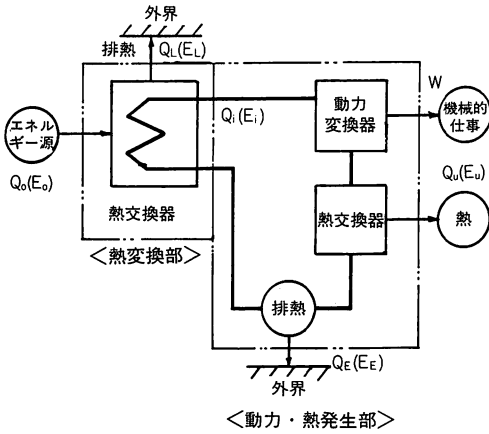 外界
排熱 QL(EL)
エネル
ギー源
Qo(Eo)
熱交換器
＜熱変換部＞
Qi(Ei)
動力
変換器
W
機械的
仕事
Qu(Eu)
熱交換器
熱
排熱
QE(EE)
外界
＜動力・熱発生部＞